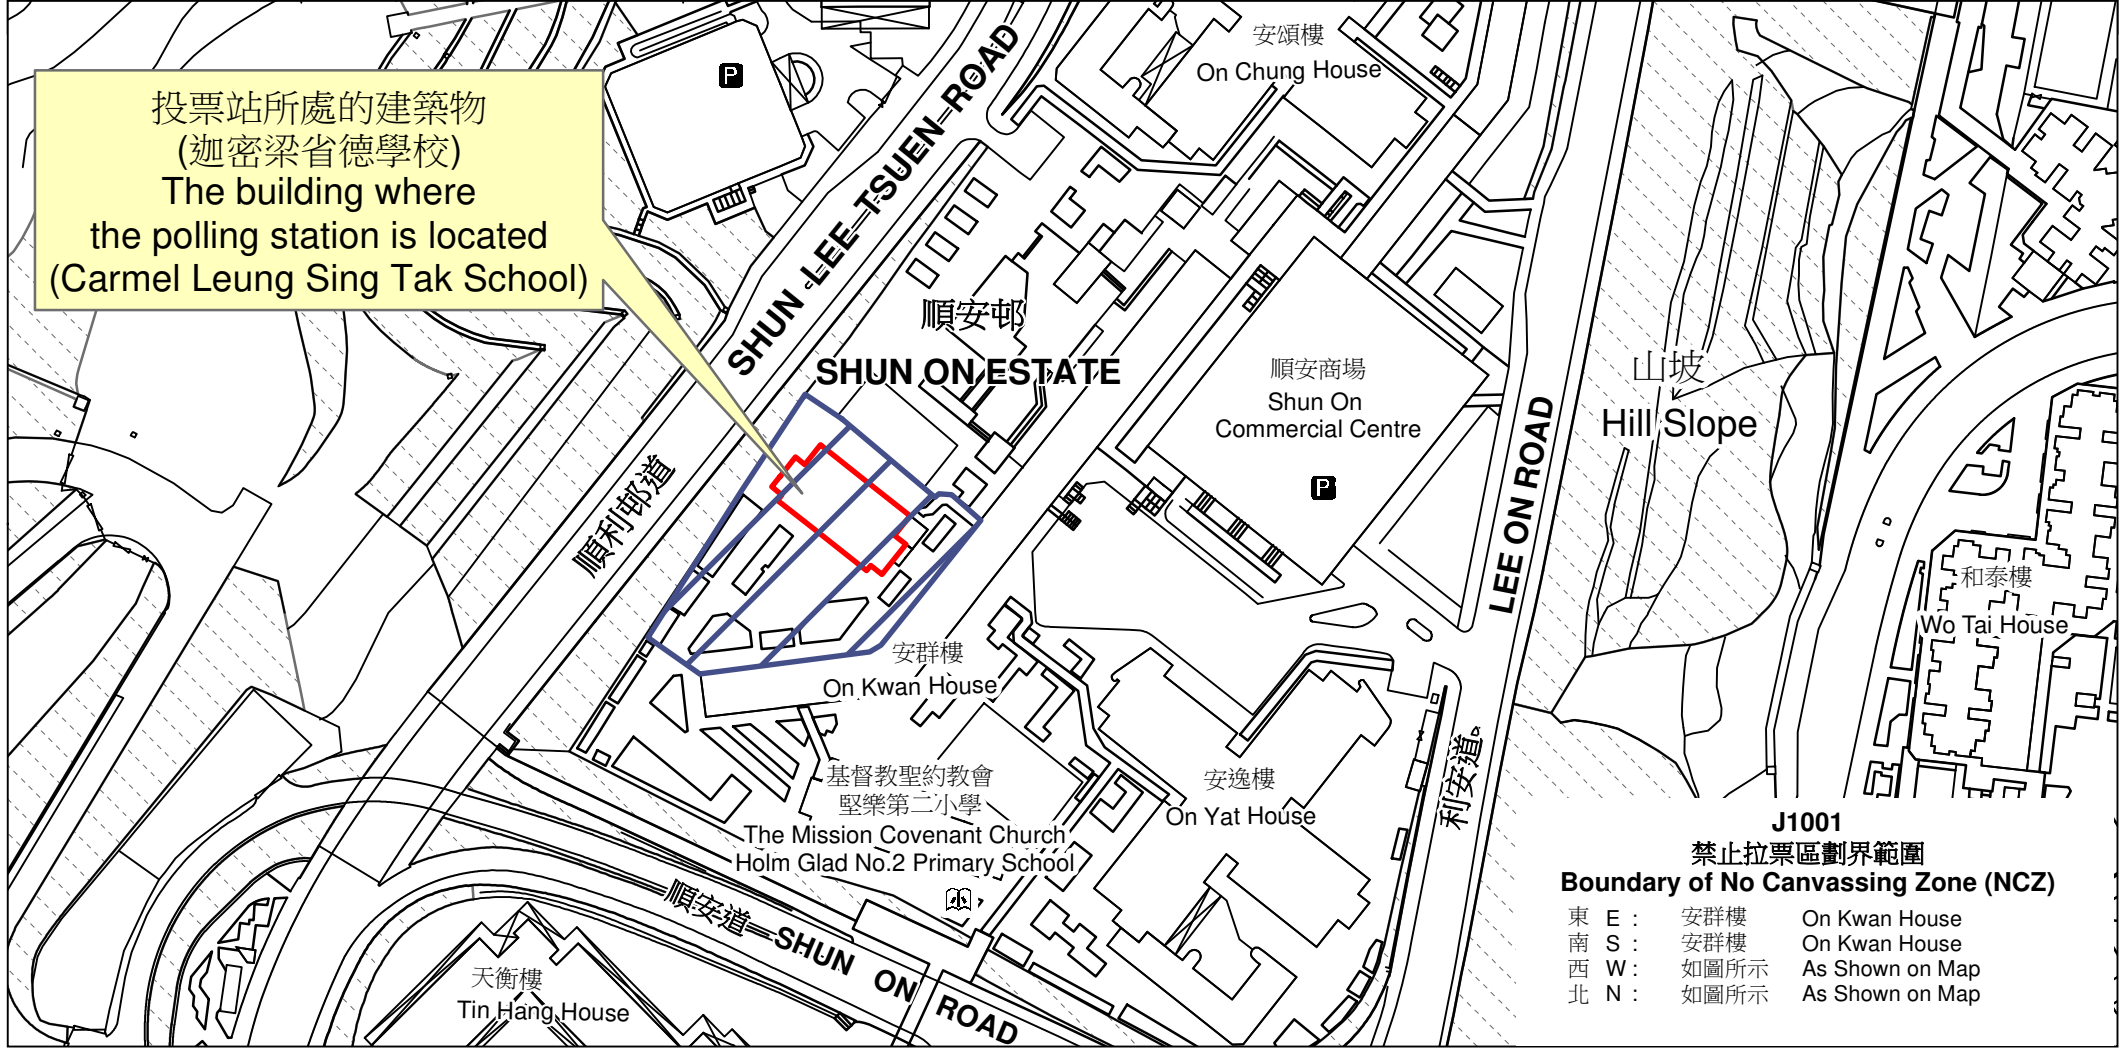 安頌樓
On Chung House
P
投票站所處的建築物
(迦密梁省德學校)
The building where
the polling station is located
(Carmel Leung Sing Tak School)
SHUN LEE TSUEN ROAD
順利邨道
順安邨
SHUN ON ESTATE
順安商場
Shun On
Commercial Centre
P
LEE ON ROAD
利安道
山坡
Hill Slope
和泰樓
Wo Tai House
安群樓
On Kwan House
基督教聖約教會
堅樂第二小學
The Mission Covenant Church
Holm Glad No.2 Primary School
安逸樓
On Yat House
順安道
SHUN ON ROAD
天衡樓
Tin Hang House
J1001
禁止拉票區劃界範圍
Boundary of No Canvassing Zone (NCZ)
東 E : 安群樓 On Kwan House
南 S : 安群樓 On Kwan House
西 W : 如圖所示 As Shown on Map
北 N : 如圖所示 As Shown on Map